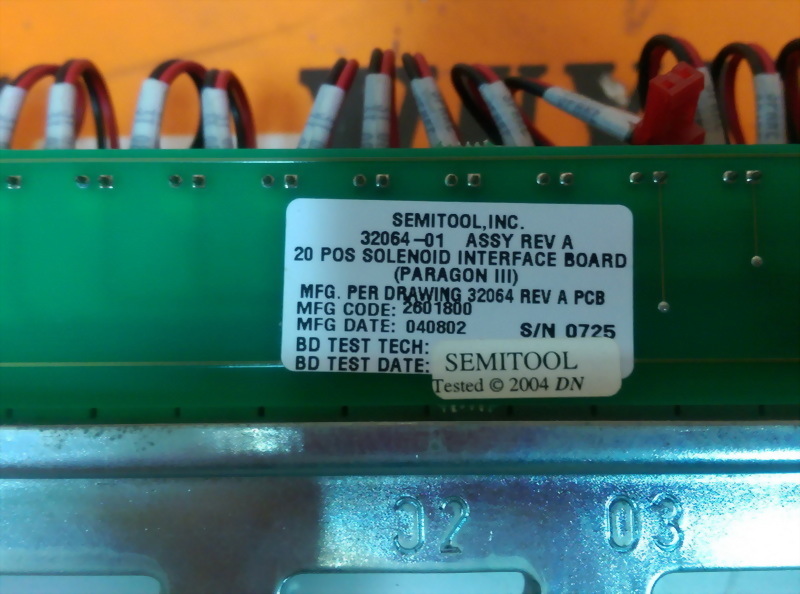 SEMITOOL,INC.
32064-01 ASSY REV A
20 POS SOLENOID INTERFACE BOARD
(PARAGON III)
MFG. PER DRAWING 32064 REV A PCB
MFG CODE: 2601800
MFG DATE: 040802 S/N 0725
BD TEST TECH:
BD TEST DATE:
SEMITOOL
Tested © 2004 DN
02 03